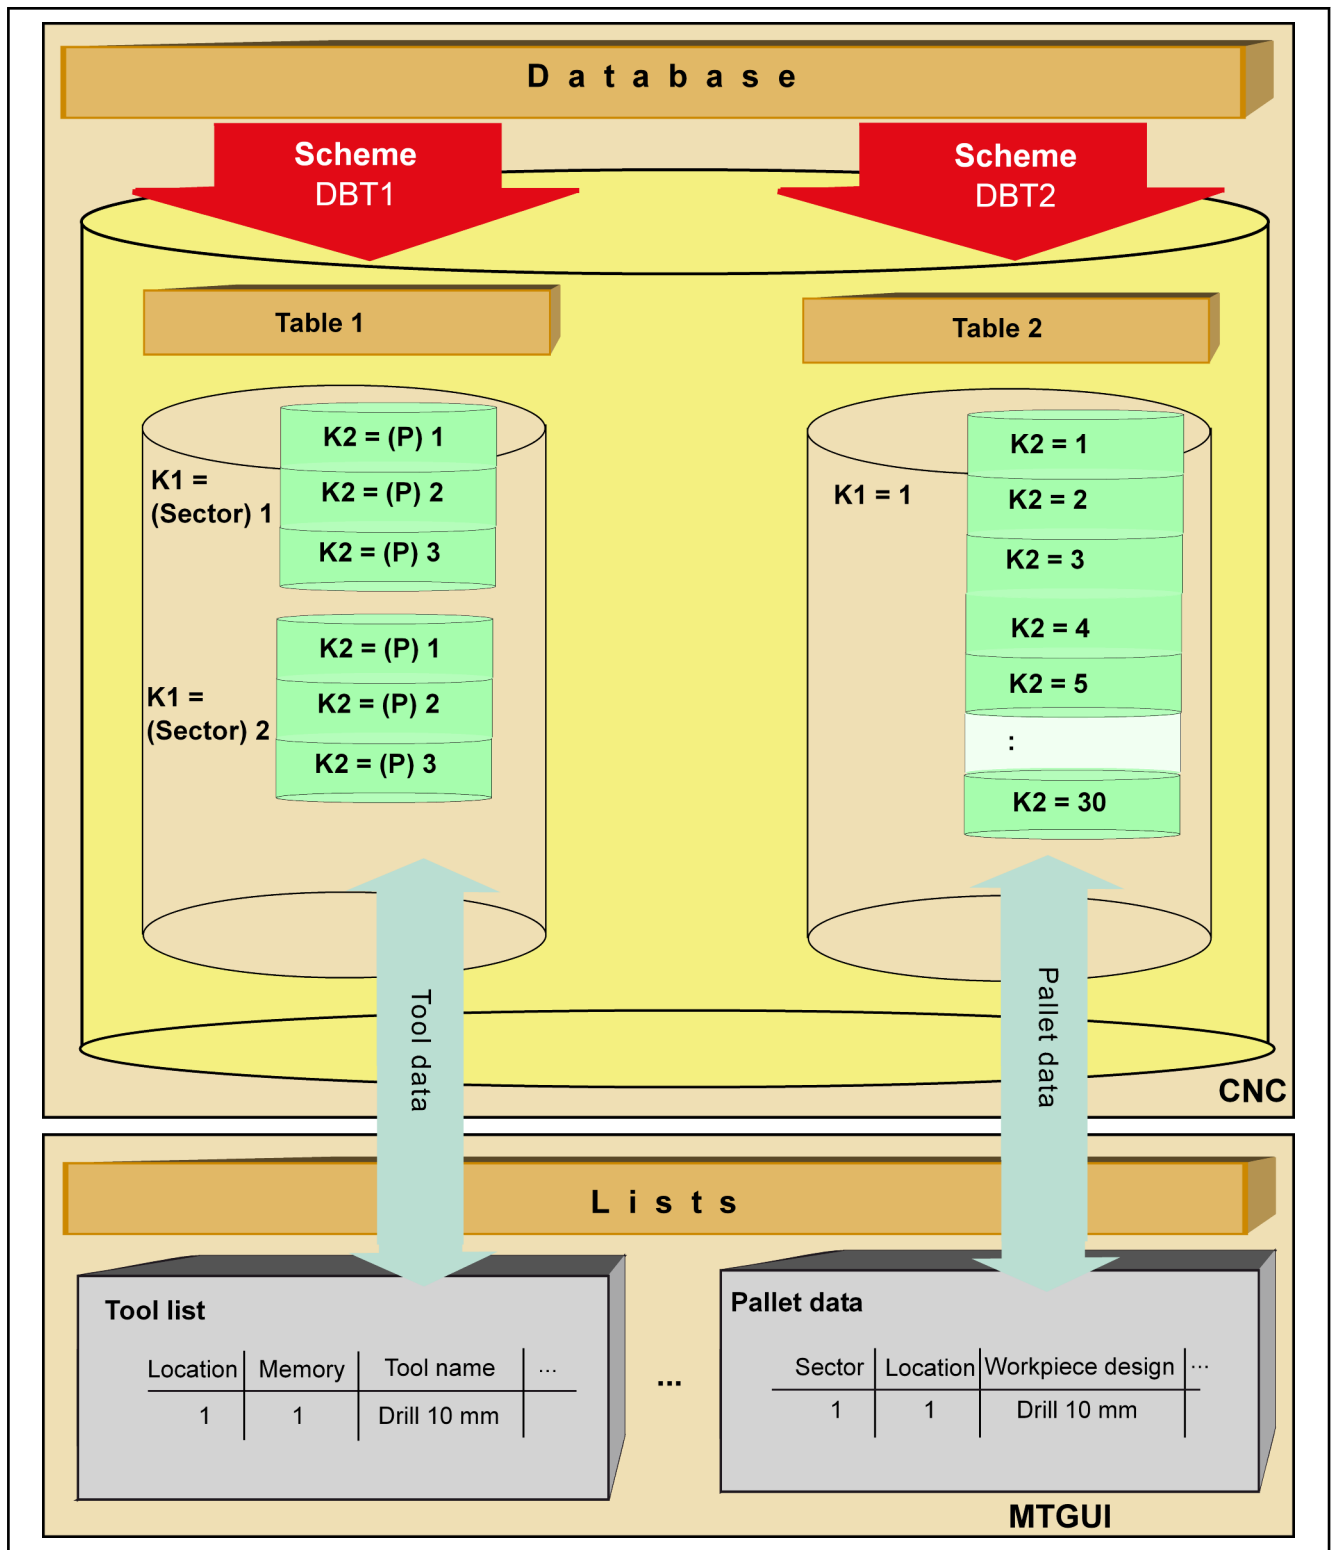 Database
Scheme
DBT1
Scheme
DBT2
Table 1
Table 2
K1 =
(Sector) 1
K2 = (P) 1
K2 = (P) 2
K2 = (P) 3
K1 =
(Sector) 2
K2 = (P) 1
K2 = (P) 2
K2 = (P) 3
K1 = 1
K2 = 1
K2 = 2
K2 = 3
K2 = 4
K2 = 5
:
K2 = 30
Tool data
Pallet data
CNC
Lists
Tool list
Location Memory Tool name ...
1 1 Drill 10 mm
...
Pallet data
Sector Location Workpiece design ...
1 1 Drill 10 mm
MTGUI